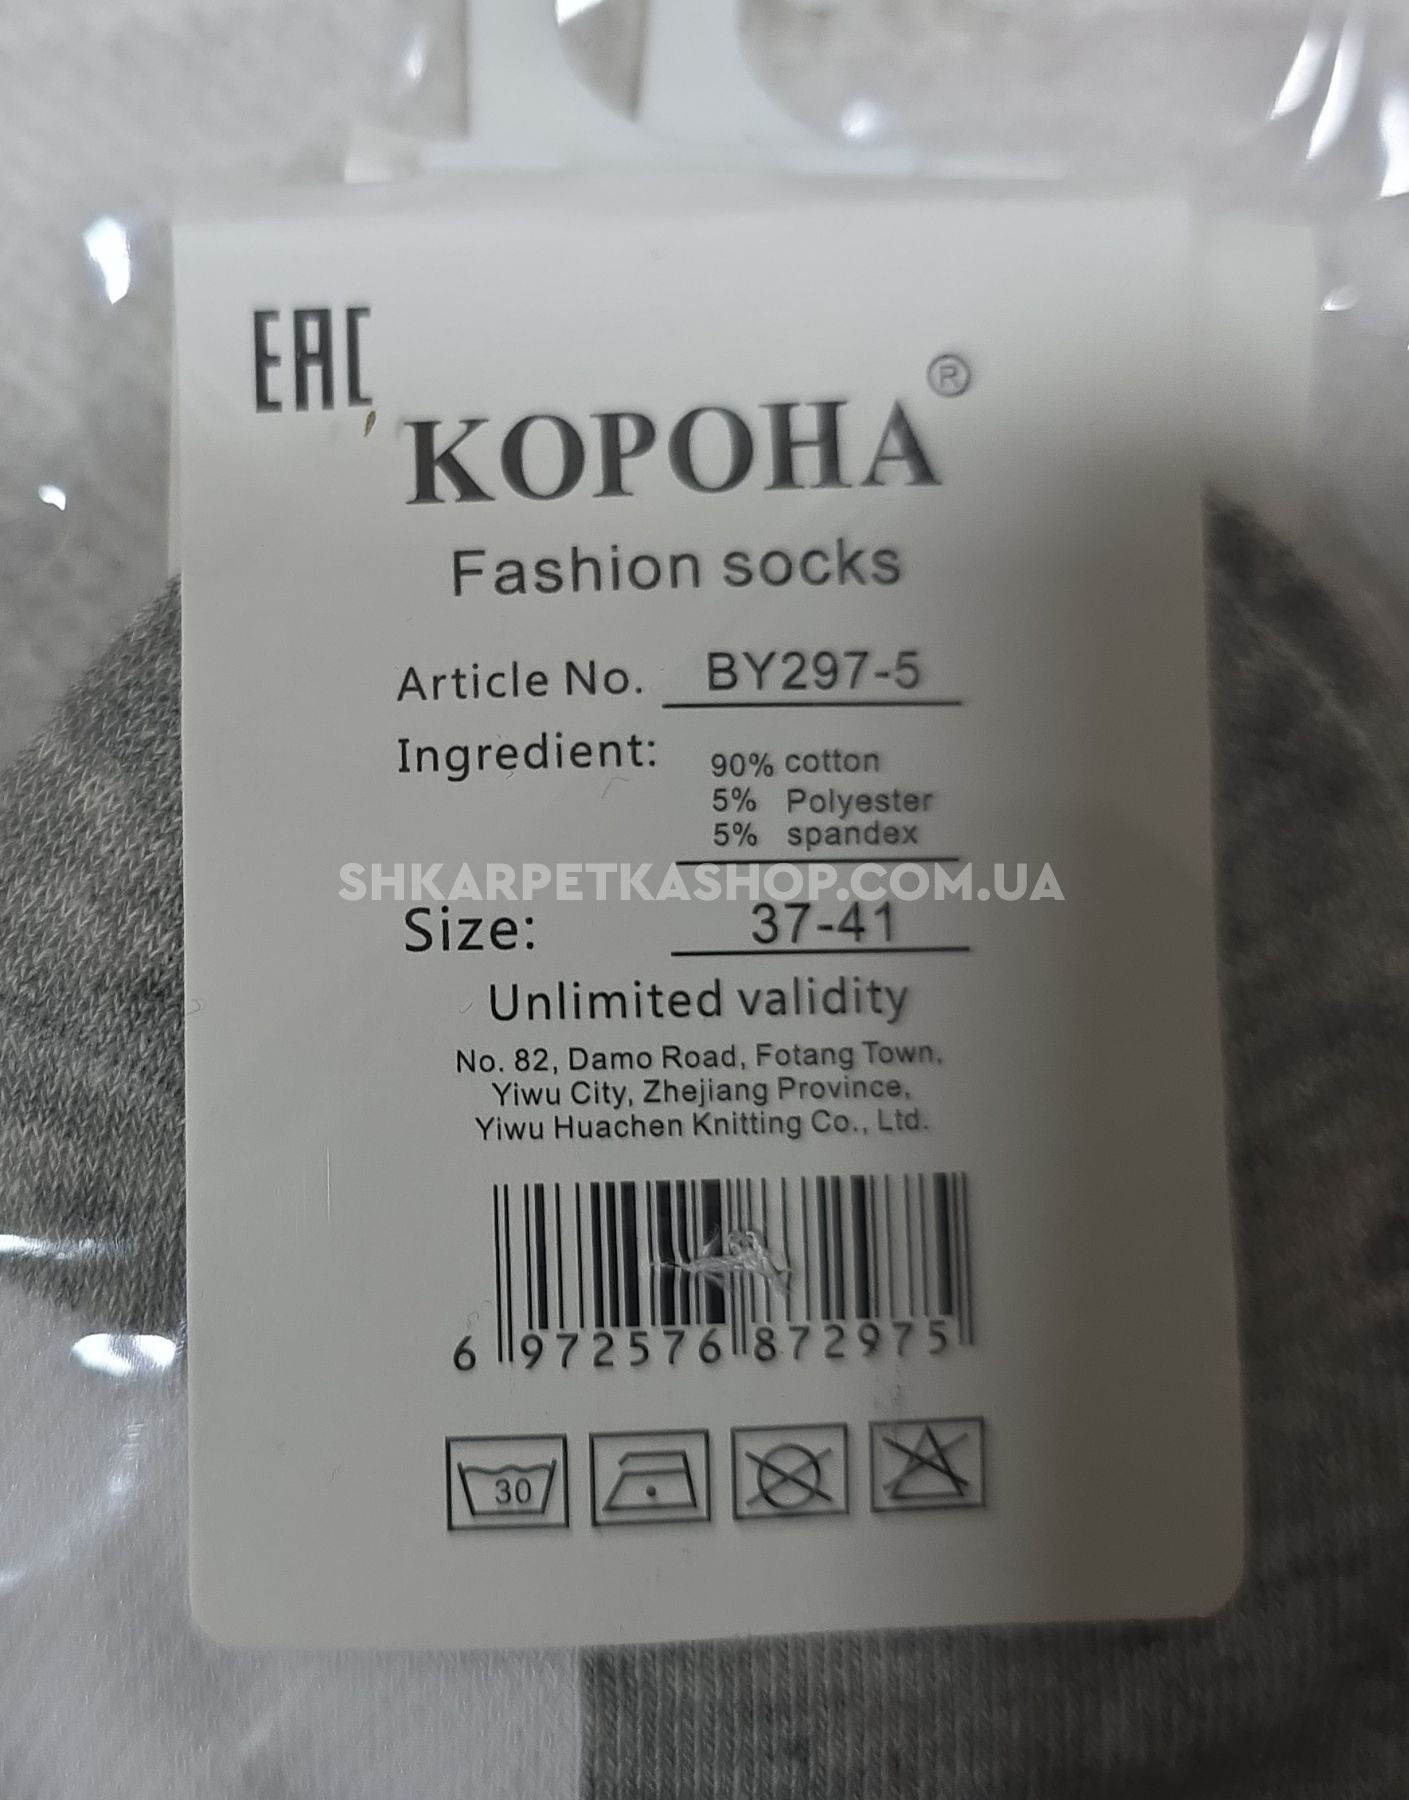 EAC
КОРОНА ®
Fashion socks
Article No. BY297-5
Ingredient: 90% cotton
5% Polyester
5% spandex
SHKARPETKASHOP.COM.UA
Size: 37-41
Unlimited validity
No. 82, Damo Road, Fotang Town,
Yiwu City, Zhejiang Province,
Yiwu Huachen Knitting Co., Ltd.
6 972576 872975
30